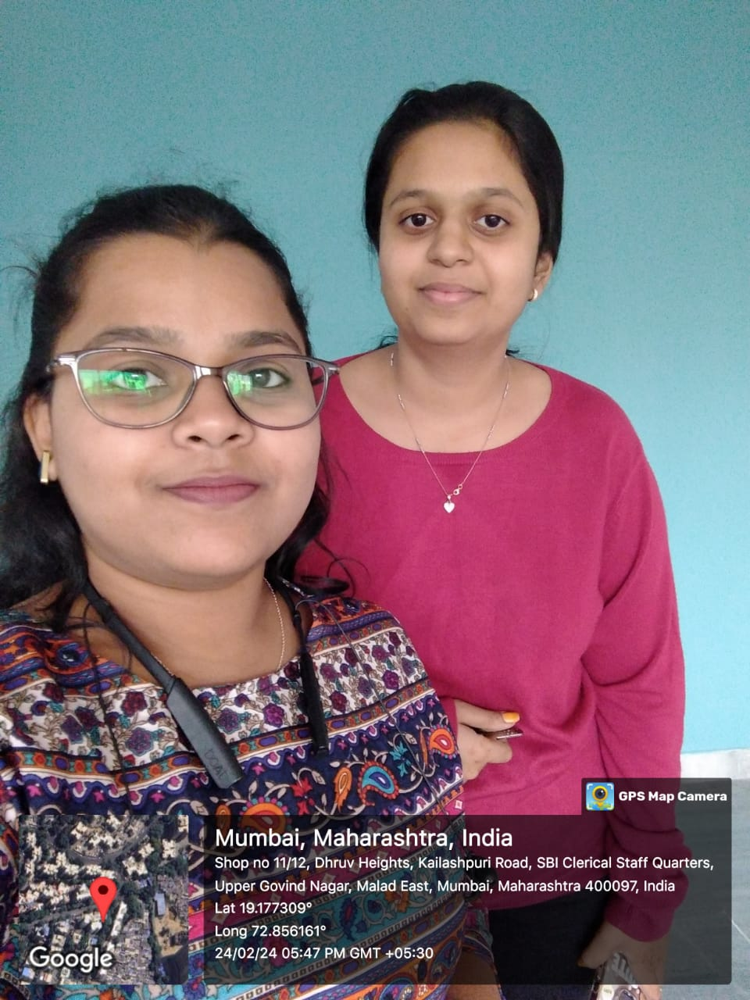 GPS Map Camera
Mumbai, Maharashtra, India
Shop no 11/12, Dhruv Heights, Kailashpuri Road, SBI Clerical Staff Quarters,
Upper Govind Nagar, Malad East, Mumbai, Maharashtra 400097, India
Lat 19.177309°
Long 72.856161°
24/02/24 05:47 PM GMT +05:30
Google